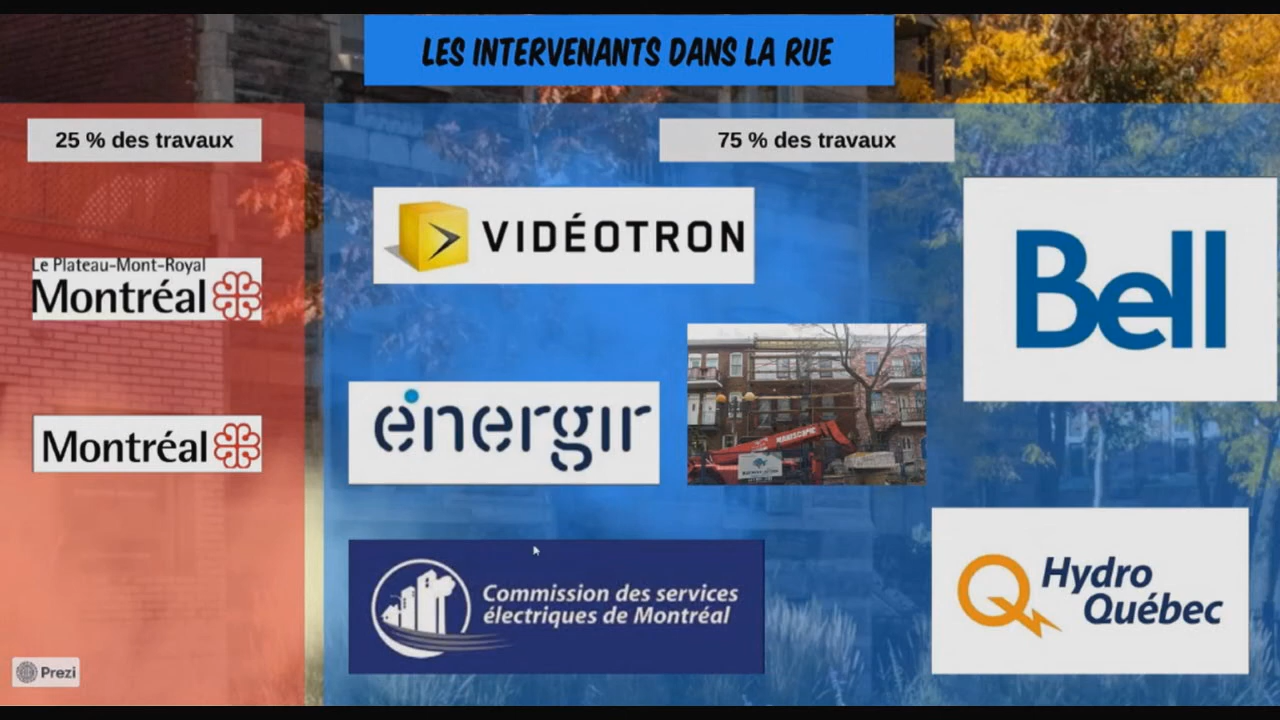 LES INTERVENANTS DANS LA RUE
25 % des travaux
75 % des travaux
Le Plateau-Mont-Royal
Montréal
Montréal
VIDÉOTRON
énergir
MANISCOPIC
Commission des services
électriques de Montréal
Bell
Hydro
Québec
Prezi